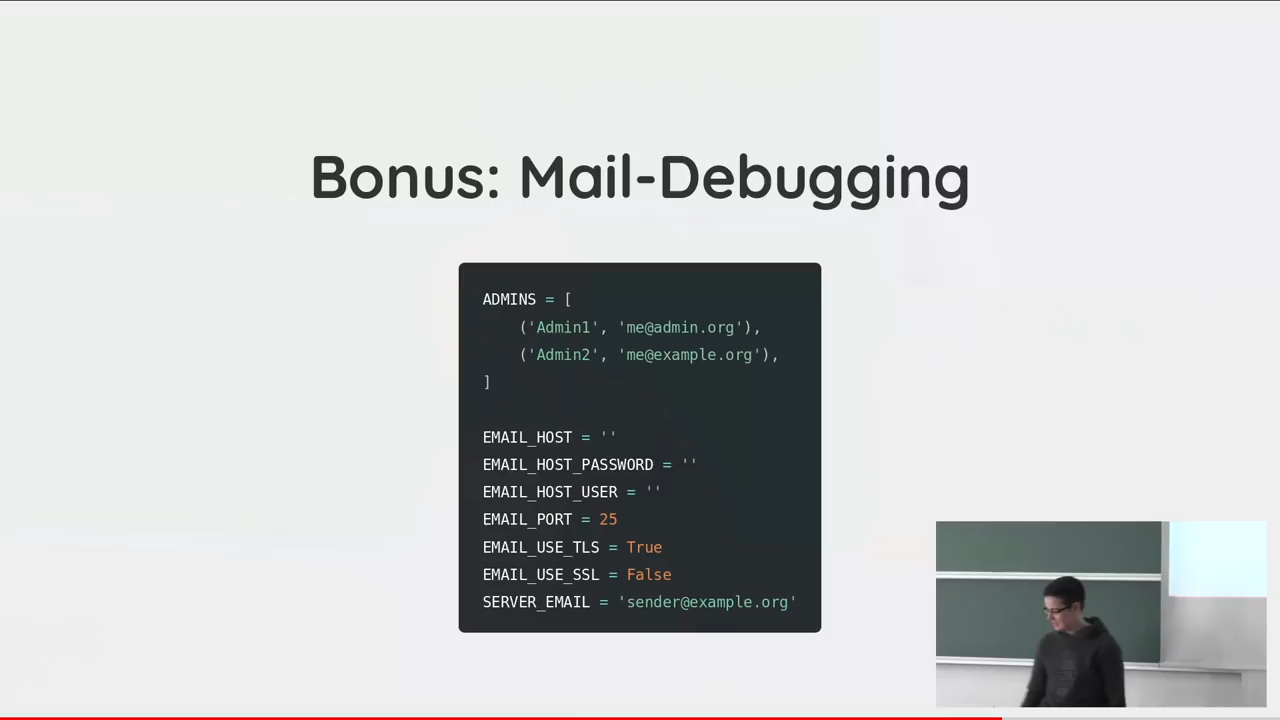 Bonus: Mail-Debugging
ADMINS = [
    ('Admin1', 'me@admin.org'),
    ('Admin2', 'me@example.org'),
]
EMAIL_HOST = ''
EMAIL_HOST_PASSWORD = ''
EMAIL_HOST_USER = ''
EMAIL_PORT = 25
EMAIL_USE_TLS = True
EMAIL_USE_SSL = False
SERVER_EMAIL = 'sender@example.org'